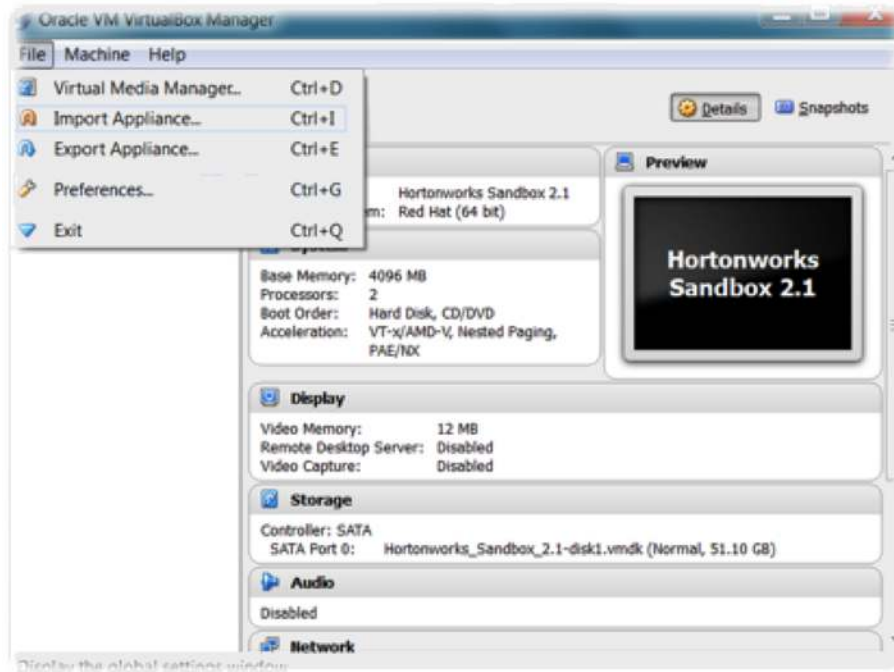 Oracle VM VirtualBox Manager
File Machine Help
Virtual Media Manager... Ctrl+D
Import Appliance... Ctrl+I
Export Appliance... Ctrl+E
Preferences... Ctrl+G
Exit Ctrl+Q
Details Snapshots
Hortonworks Sandbox 2.1
m: Red Hat (64 bit)
Preview
Hortonworks
Sandbox 2.1
Base Memory: 4096 MB
Processors: 2
Boot Order: Hard Disk, CD/DVD
Acceleration: VT-x/AMD-V, Nested Paging,
PAE/NX
Display
Video Memory: 12 MB
Remote Desktop Server: Disabled
Video Capture: Disabled
Storage
Controller: SATA
SATA Port 0: Hortonworks_Sandbox_2.1-disk1.vmdk (Normal, 51.10 GB)
Audio
Disabled
Network
Display the global settings window